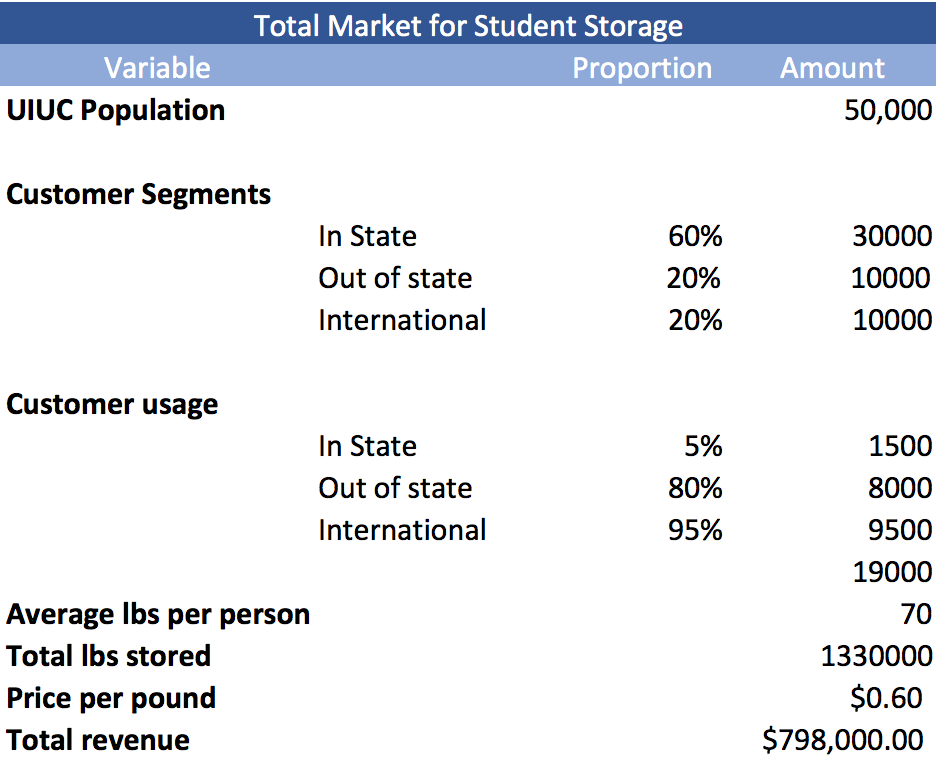 Total Market for Student Storage
Variable Proportion Amount
UIUC Population 50,000
Customer Segments
In State 60% 30000
Out of state 20% 10000
International 20% 10000
Customer usage
In State 5% 1500
Out of state 80% 8000
International 95% 9500
19000
Average lbs per person 70
Total lbs stored 1330000
Price per pound $0.60
Total revenue $798,000.00